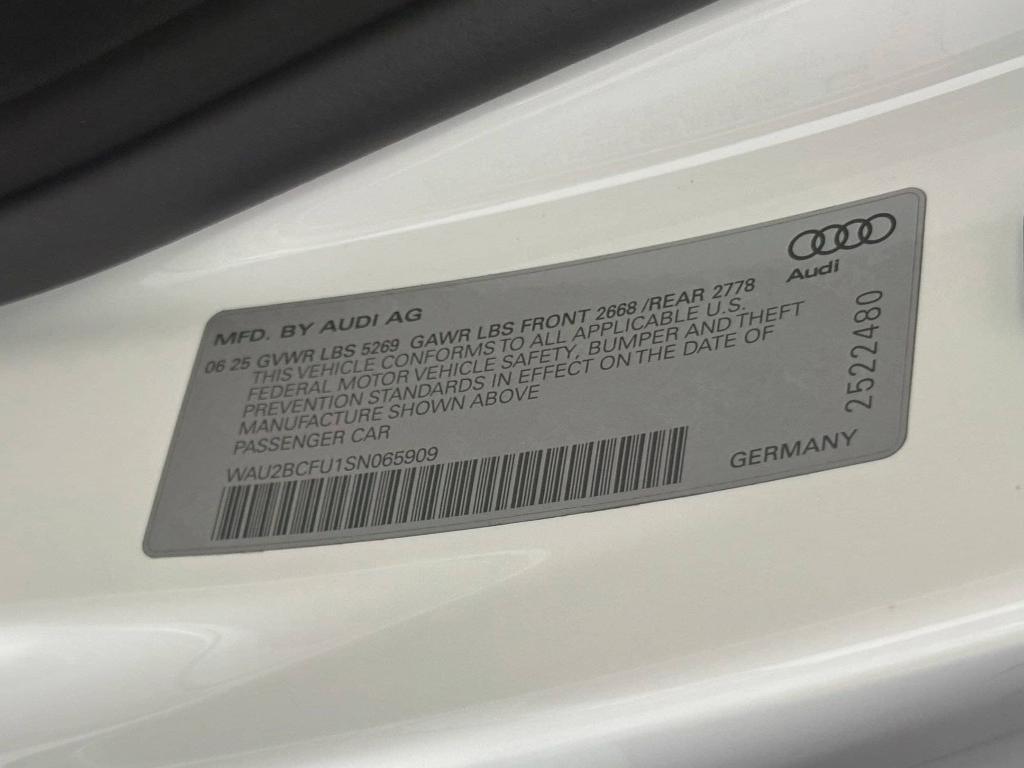 Audi
MFD. BY AUDI AG
06 25 GVWR LBS 5269 GAWR LBS FRONT 2668 /REAR 2778
THIS VEHICLE CONFORMS TO ALL APPLICABLE U.S.
FEDERAL MOTOR VEHICLE SAFETY, BUMPER AND THEFT
PREVENTION STANDARDS IN EFFECT ON THE DATE OF
MANUFACTURE SHOWN ABOVE
PASSENGER CAR
WAU2BCFU1SN065909
GERMANY
2522480